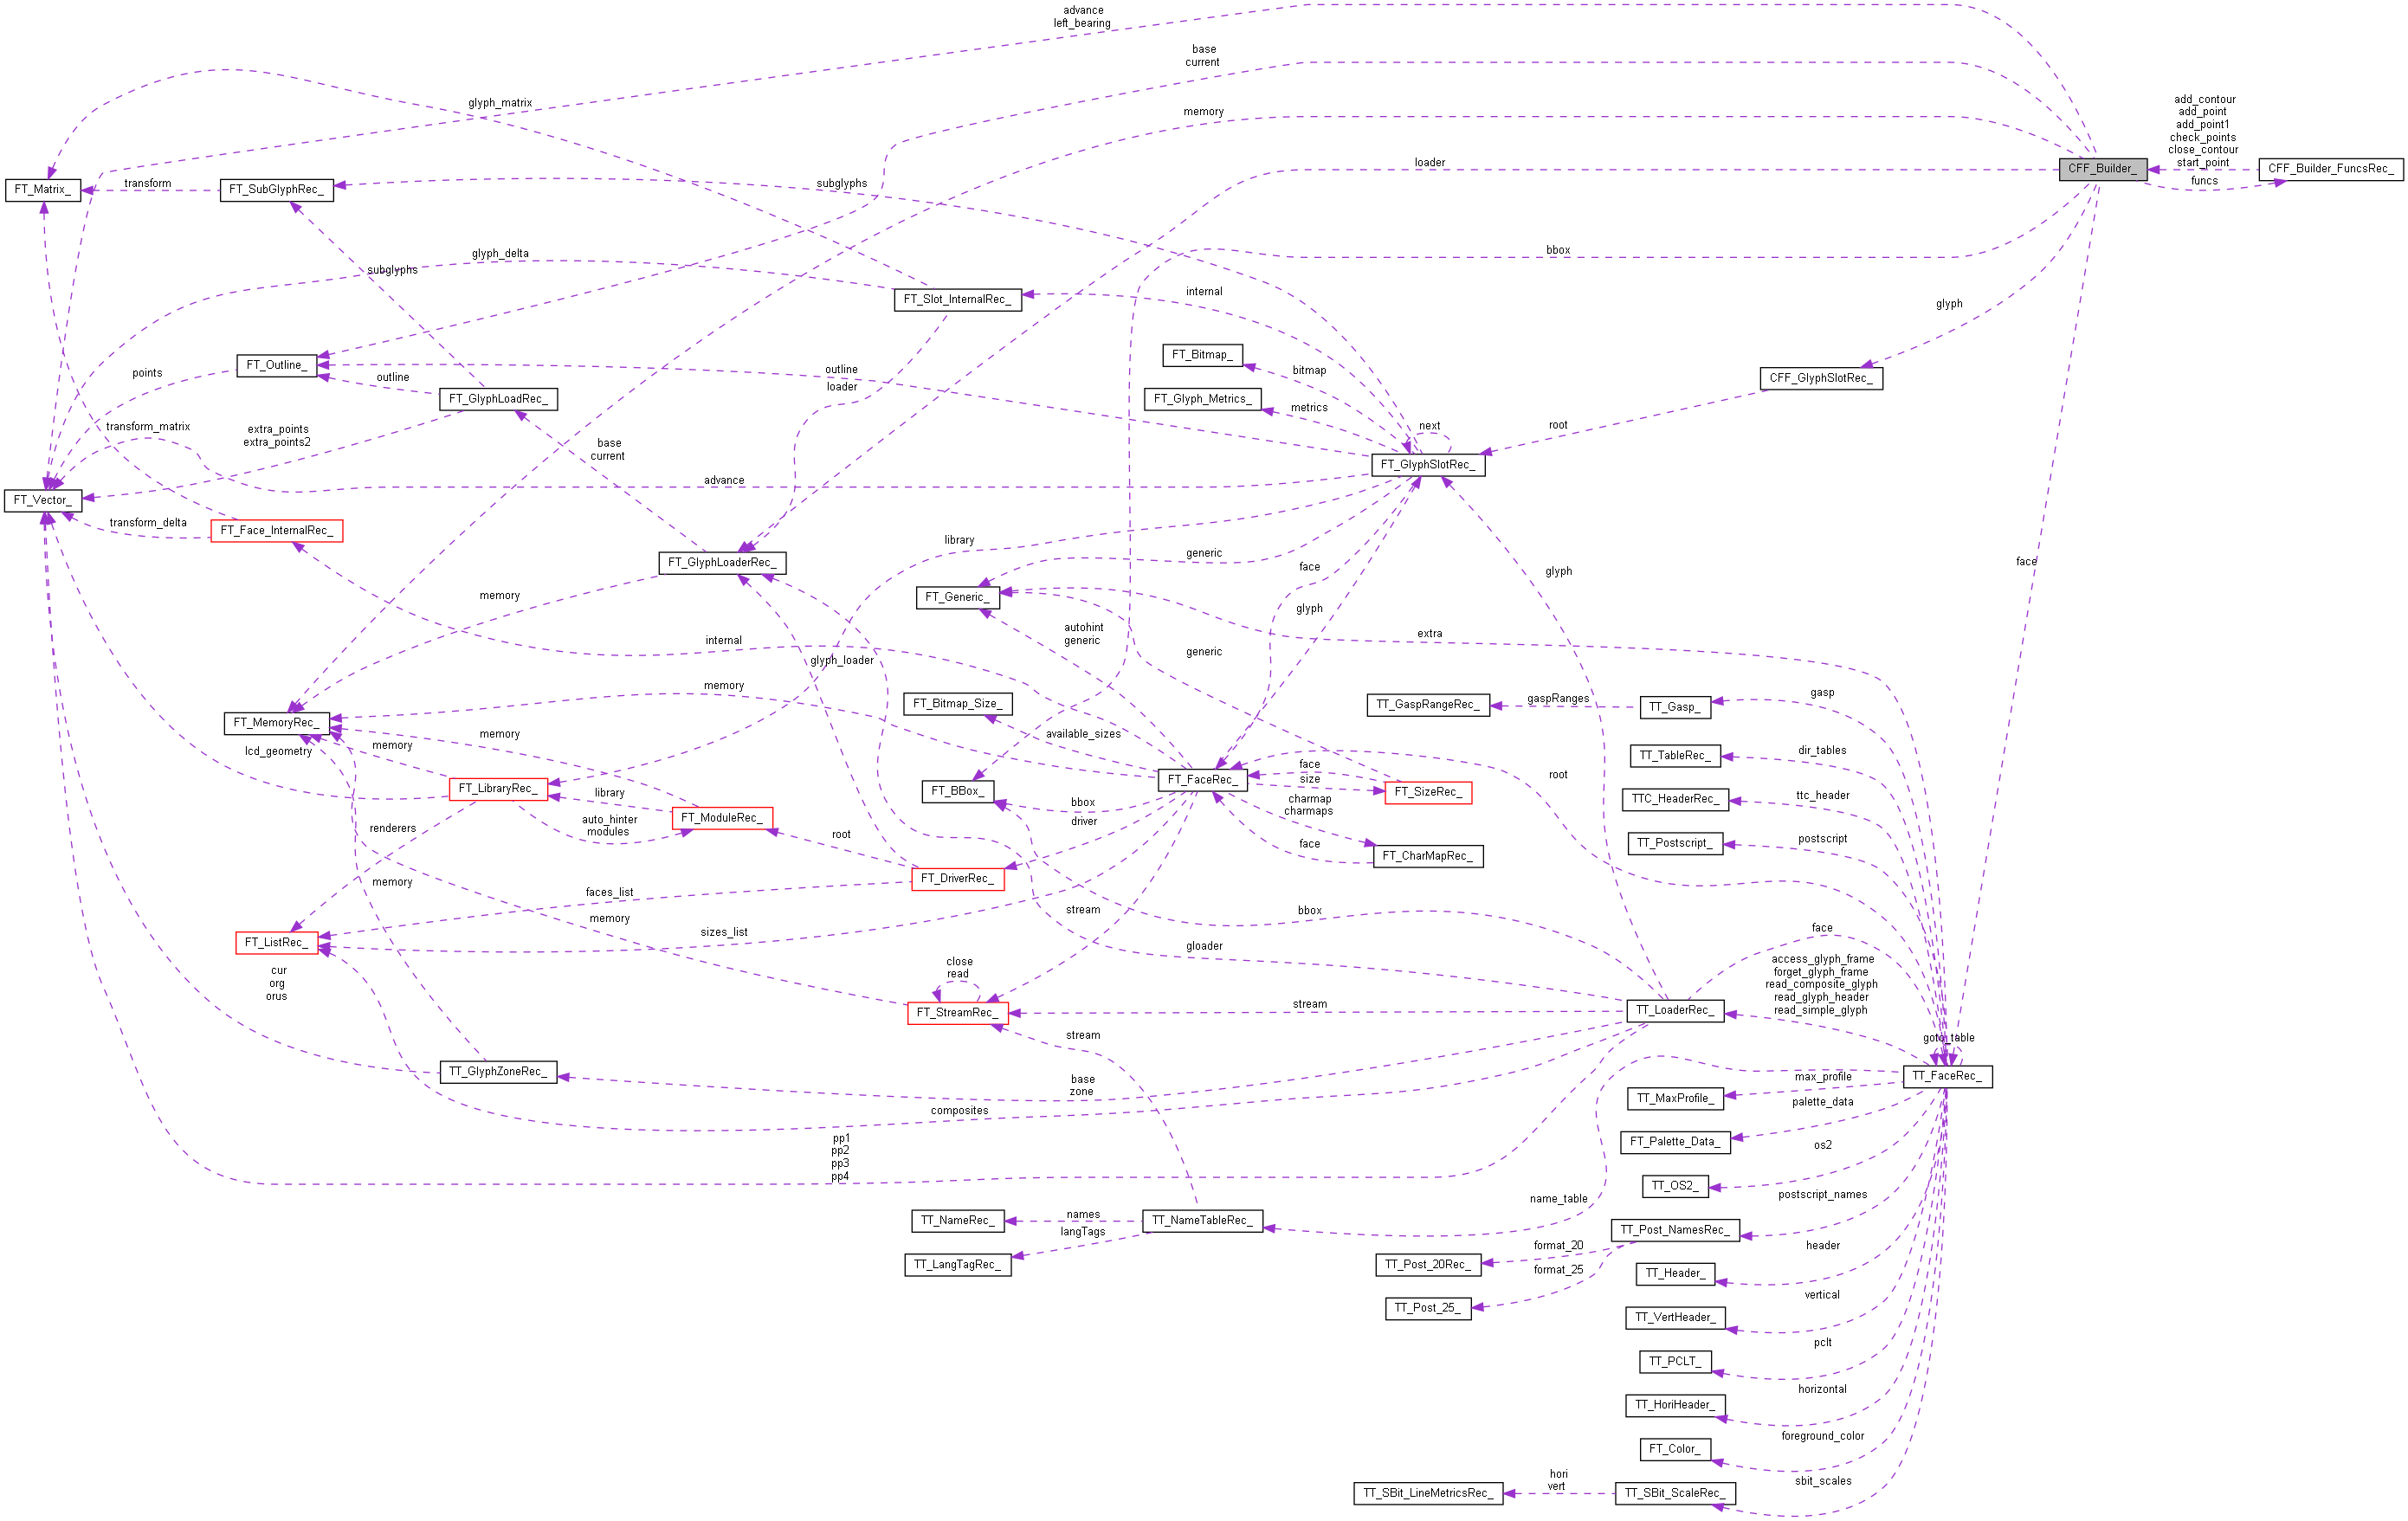 advance
left_bearing
base
current
glyph_matrix
memory
add_contour
add_point
add_point1
check_points
close_contour
start_point
loader
CFF_Builder_
CFF_Builder_FuncsRec_
funcs
FT_Matrix_
transform
FT_SubGlyphRec_
subglyphs
glyph_delta
bbox
subglyphs
FT_Slot_InternalRec_
internal
glyph
FT_Bitmap_
bitmap
FT_Outline_
points
outline
outline
loader
CFF_GlyphSlotRec_
FT_GlyphLoadRec_
FT_Glyph_Metrics_
metrics
transform_matrix
extra_points
extra_points2
base
current
next
root
FT_GlyphSlotRec_
advance
FT_Vector_
transform_delta
FT_Face_InternalRec_
library
generic
FT_GlyphLoaderRec_
face
glyph
face
memory
FT_Generic_
glyph
autohint
generic
extra
internal
generic
glyph_loader
memory
FT_Bitmap_Size_
TT_GaspRangeRec_
gaspRanges
TT_Gasp_
gasp
FT_MemoryRec_
lcd_geometry
memory
memory
available_sizes
TT_TableRec_
dir_tables
FT_LibraryRec_
library
FT_BBox_
FT_FaceRec_
face
size
FT_SizeRec_
root
TTC_HeaderRec_
ttc_header
renderers
auto_hinter
modules
FT_ModuleRec_
root
bbox
driver
charmap
charmaps
face
TT_Postscript_
postscript
FT_CharMapRec_
memory
faces_list
FT_DriverRec_
stream
bbox
FT_ListRec_
memory
sizes_list
gloader
face
cur
org
orus
close
read
FT_StreamRec_
stream
TT_LoaderRec_
access_glyph_frame
forget_glyph_frame
read_composite_glyph
read_glyph_header
read_simple_glyph
stream
goto_table
TT_GlyphZoneRec_
base
zone
TT_FaceRec_
max_profile
TT_MaxProfile_
composites
palette_data
FT_Palette_Data_
pp1
pp2
pp3
pp4
os2
TT_OS2_
name_table
postscript_names
TT_NameRec_
names
TT_NameTableRec_
langTags
TT_LangTagRec_
TT_Post_NamesRec_
format_20
TT_Post_20Rec_
format_25
TT_Post_25_
header
TT_Header_
vertical
TT_VertHeader_
pclt
TT_PCLT_
horizontal
TT_HoriHeader_
foreground_color
FT_Color_
sbit_scales
TT_SBit_LineMetricsRec_
hori
vert
TT_SBit_ScaleRec_